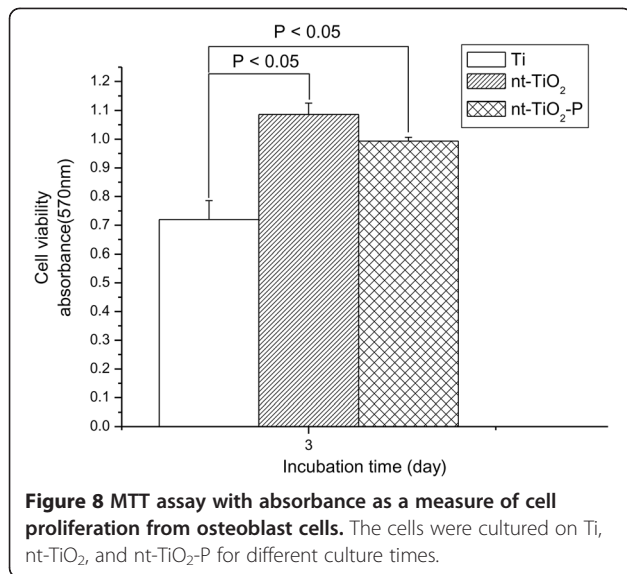 P < 0.05
P < 0.05
Ti
nt-TiO₂
nt-TiO₂-P
1.2
1.1
1.0
0.9
0.8
0.7
0.6
0.5
0.4
0.3
0.2
0.1
0.0
Cell viability
absorbance(570nm)
3
Incubation time (day)
Figure 8 MTT assay with absorbance as a measure of cell
proliferation from osteoblast cells. The cells were cultured on Ti,
nt-TiO₂, and nt-TiO₂-P for different culture times.